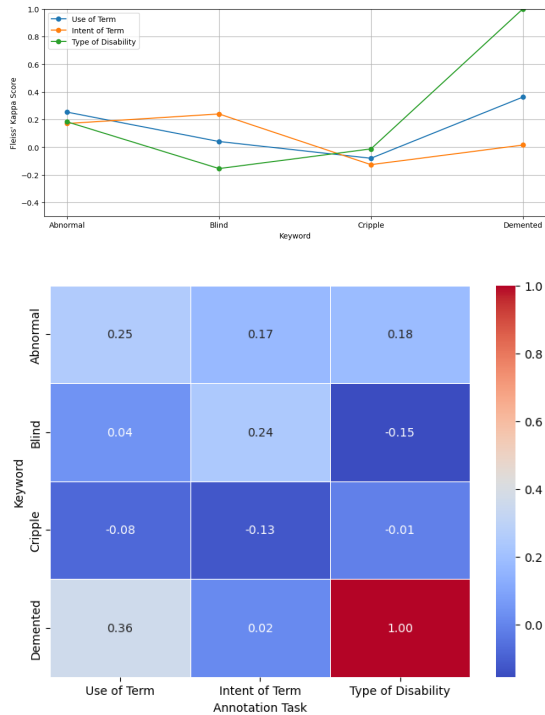 1.0
0.8
0.6
0.4
0.2
0.0
−0.2
−0.4
Fleiss' Kappa Score
Use of Term
Intent of Term
Type of Disability
Abnormal Blind Cripple Demented
Keyword
Abnormal 0.25 0.17 0.18
Blind 0.04 0.24 -0.15
Cripple -0.08 -0.13 -0.01
Demented 0.36 0.02 1.00
Keyword
Use of Term Intent of Term Type of Disability
Annotation Task
1.0
0.8
0.6
0.4
0.2
0.0